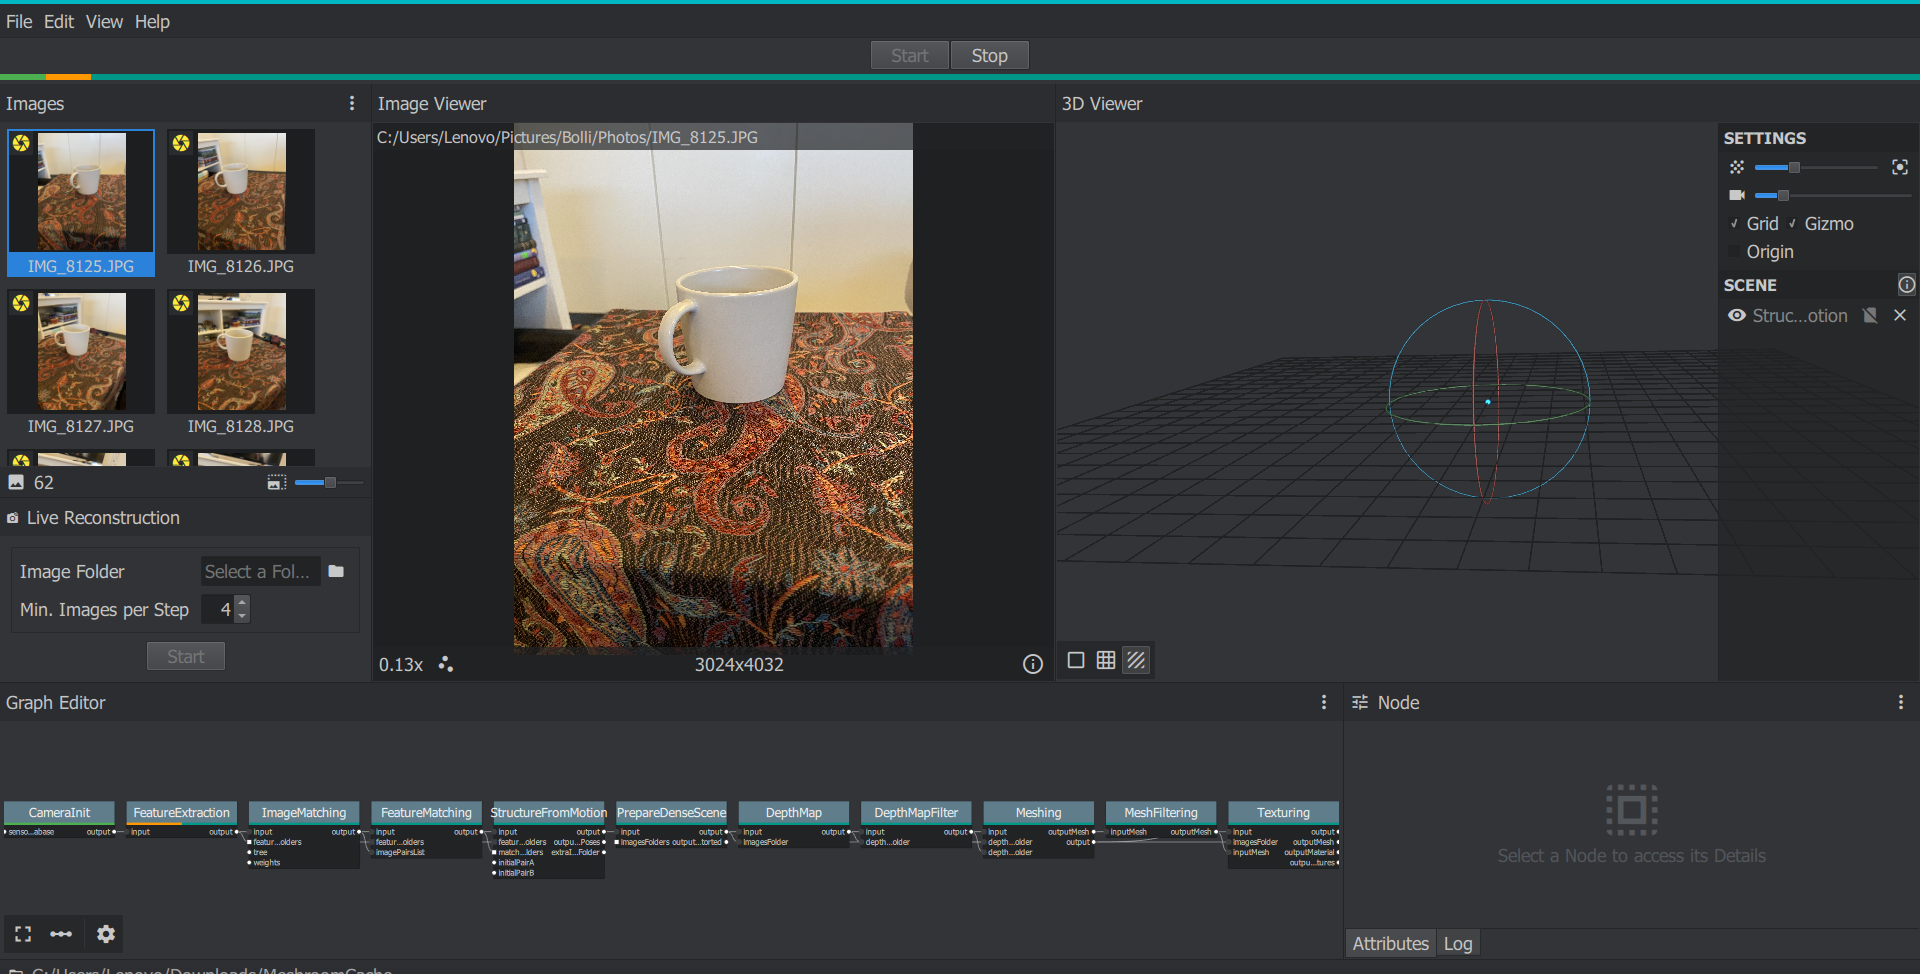 File Edit View Help
Start Stop
Images
Image Viewer
3D Viewer
C:/Users/Lenovo/Pictures/Bolli/Photos/IMG_8125.JPG
IMG_8125.JPG
IMG_8126.JPG
IMG_8127.JPG
IMG_8128.JPG
62
Live Reconstruction
Image Folder Select a Fol...
Min. Images per Step 4
Start
0.13x
3024x4032
SETTINGS
Grid Gizmo
Origin
SCENE
Struc...otion
Graph Editor
CameraInit
senso...abase output
FeatureExtraction
input output
ImageMatching
input output
featur...olders
tree
weights
FeatureMatching
input output
featur...olders
imagePairsList
StructureFromMotion
input output
featur...olders outpu...Poses
match...lders extraI...Folder
initialPairA
initialPairB
PrepareDenseScene
input output
imagesFolders output...torted
DepthMap
input output
imagesFolder
DepthMapFilter
input output
depth...older
Meshing
input outputMesh
depth...older output
depth...older
MeshFiltering
inputMesh outputMesh
Texturing
input output
imagesFolder outputMesh
inputMesh outputMaterial
outpu...tures
Node
Select a Node to access its Details
Attributes Log
C:/Users/Lenovo/Downloads/MeshroomCache